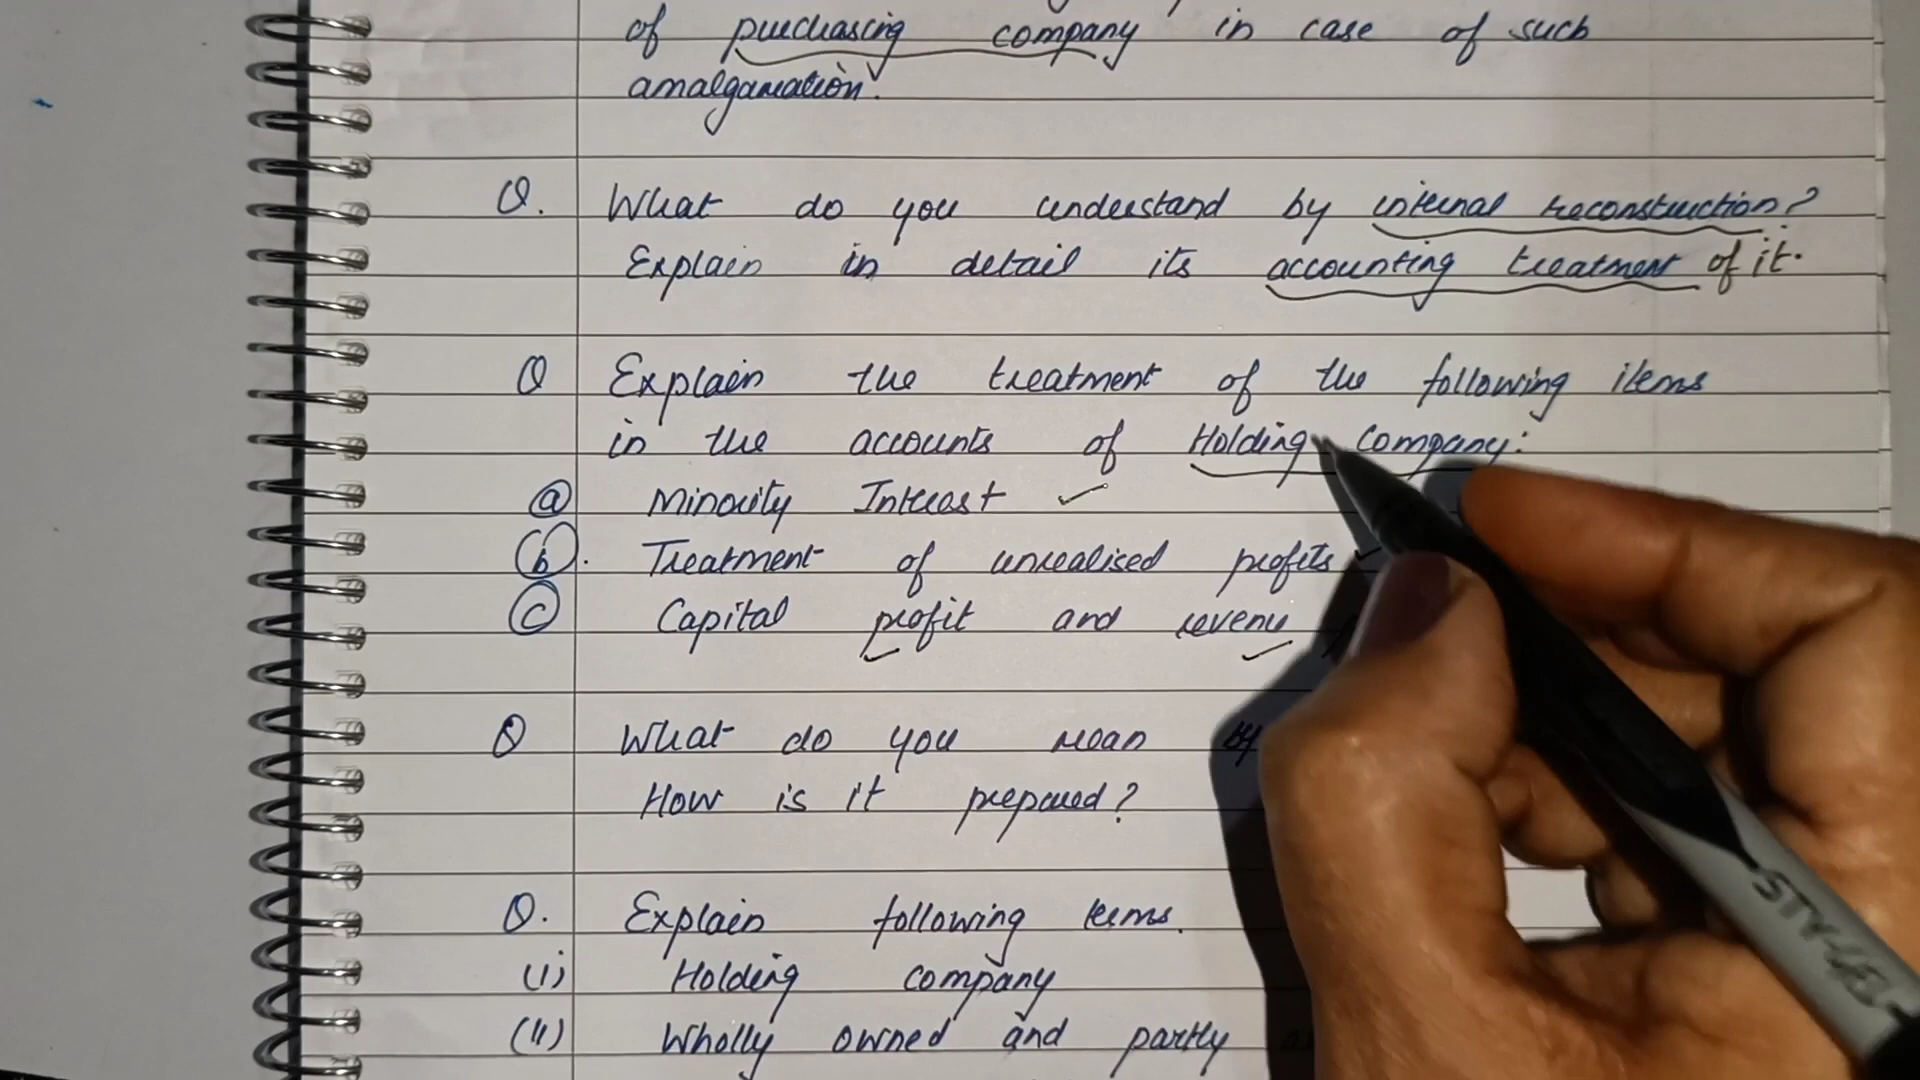 of purchasing company in case of such
amalgamation.
Q. What do you understand by internal reconstruction?
Explain in detail its accounting treatment of it.
Q Explain the treatment of the following items
in the accounts of Holding Company:
(a) Minority Interest ✓
(b). Treatment of unrealised profits ✓
(c) Capital profit and revenu
Q What do you mean by
How is it prepared?
Q. Explain following terms.
(i) Holding company
(ii) Wholly owned and partly